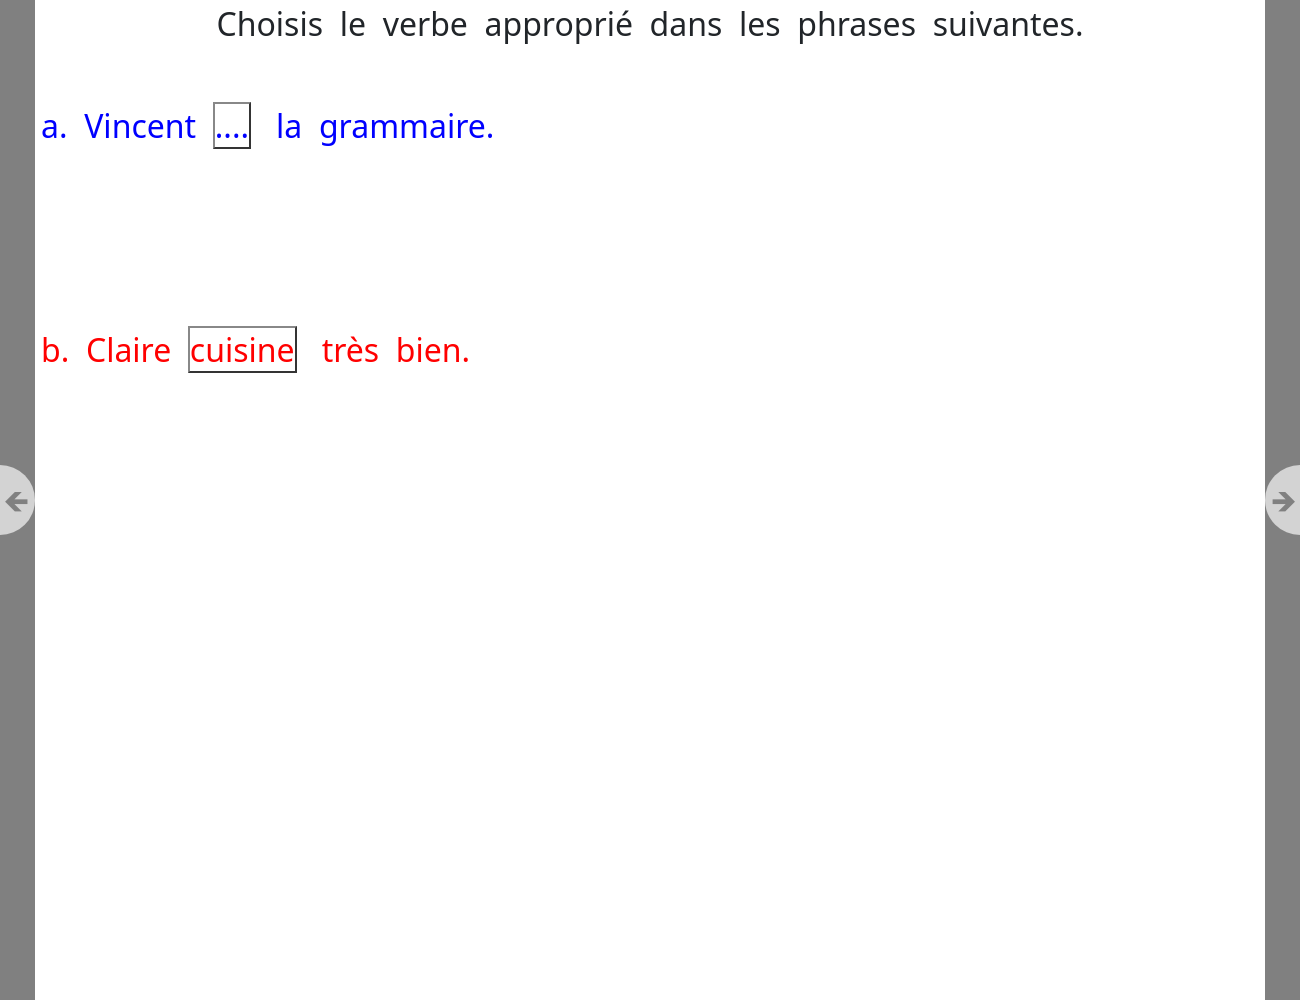 Choisis le verbe approprié dans les phrases suivantes.
a. Vincent .... la grammaire.
b. Claire cuisine très bien.